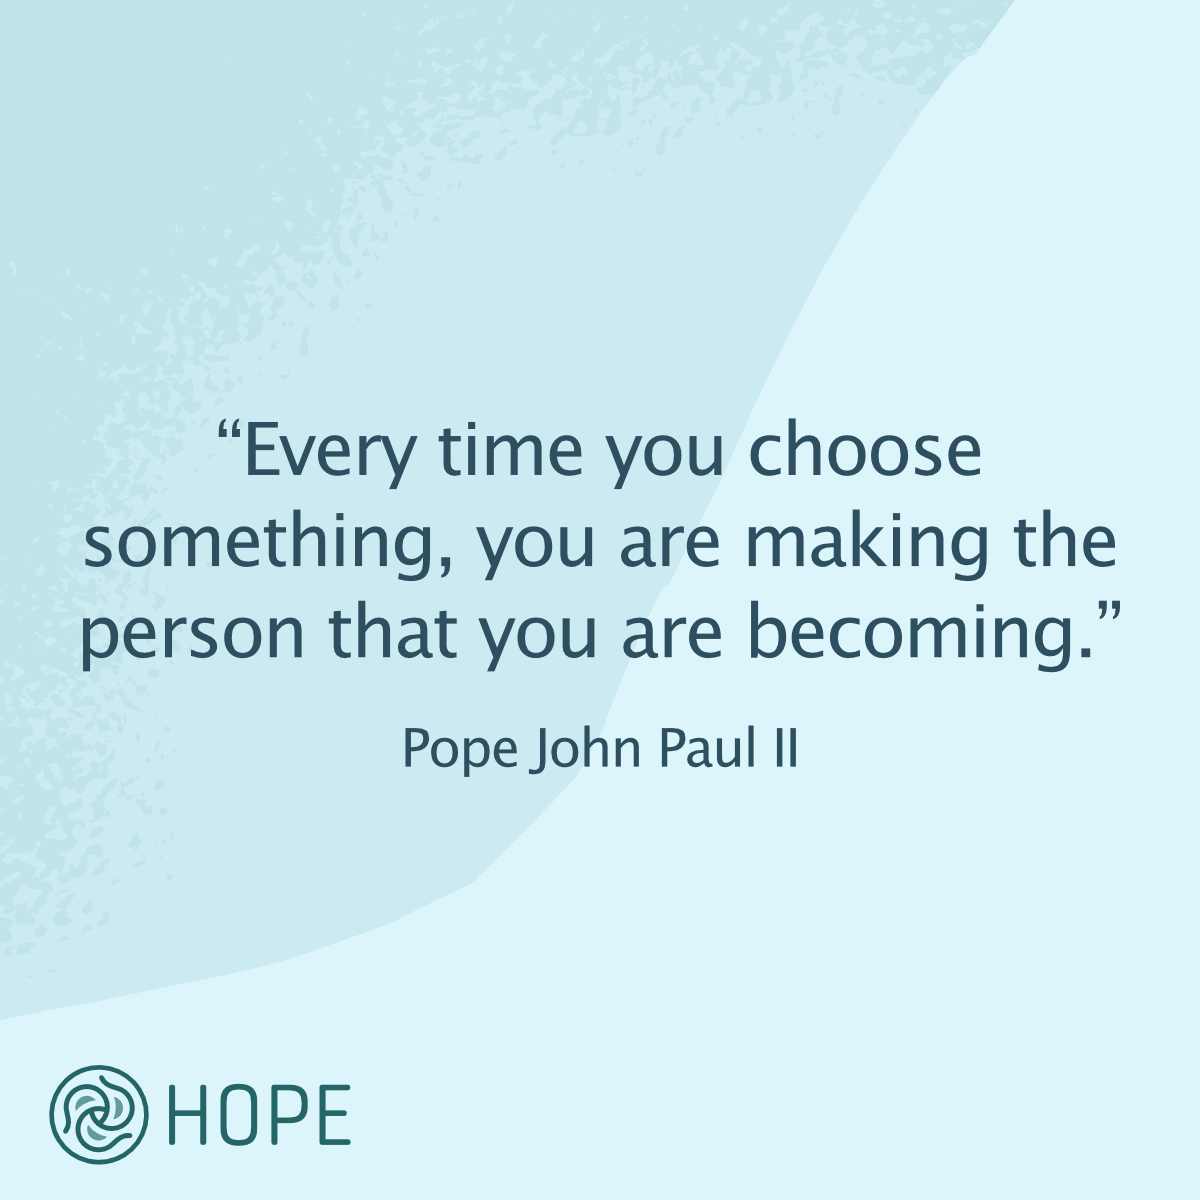 “Every time you choose
something, you are making the
person that you are becoming.”
Pope John Paul II
HOPE